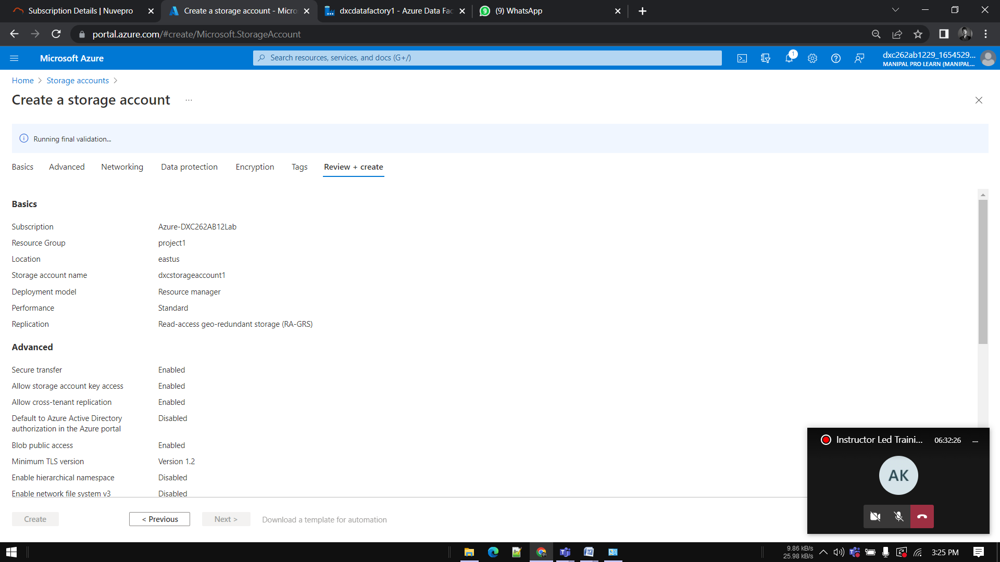 Subscription Details | Nuvepro
Create a storage account - Micro
dxcdatafactory1 - Azure Data Fac
9
(9) WhatsApp
portal.azure.com/#create/Microsoft.StorageAccount
Microsoft Azure
Search resources, services, and docs (G+/)
1
dxc262ab1229_1654529...
MANIPAL PRO LEARN (MANIPAL...
Home > Storage accounts >
Create a storage account ...
Running final validation...
Basics Advanced Networking Data protection Encryption Tags Review + create
Basics
Subscription Azure-DXC262AB12Lab
Resource Group project1
Location eastus
Storage account name dxcstorageaccount1
Deployment model Resource manager
Performance Standard
Replication Read-access geo-redundant storage (RA-GRS)
Advanced
Secure transfer Enabled
Allow storage account key access Enabled
Allow cross-tenant replication Enabled
Default to Azure Active Directory Disabled
authorization in the Azure portal
Blob public access Enabled
Minimum TLS version Version 1.2
Enable hierarchical namespace Disabled
Enable network file system v3 Disabled
Instructor Led Traini... 06:32:26
AK
Create < Previous Next > Download a template for automation
9.86 kB/s
25.98 kB/s
3:25 PM